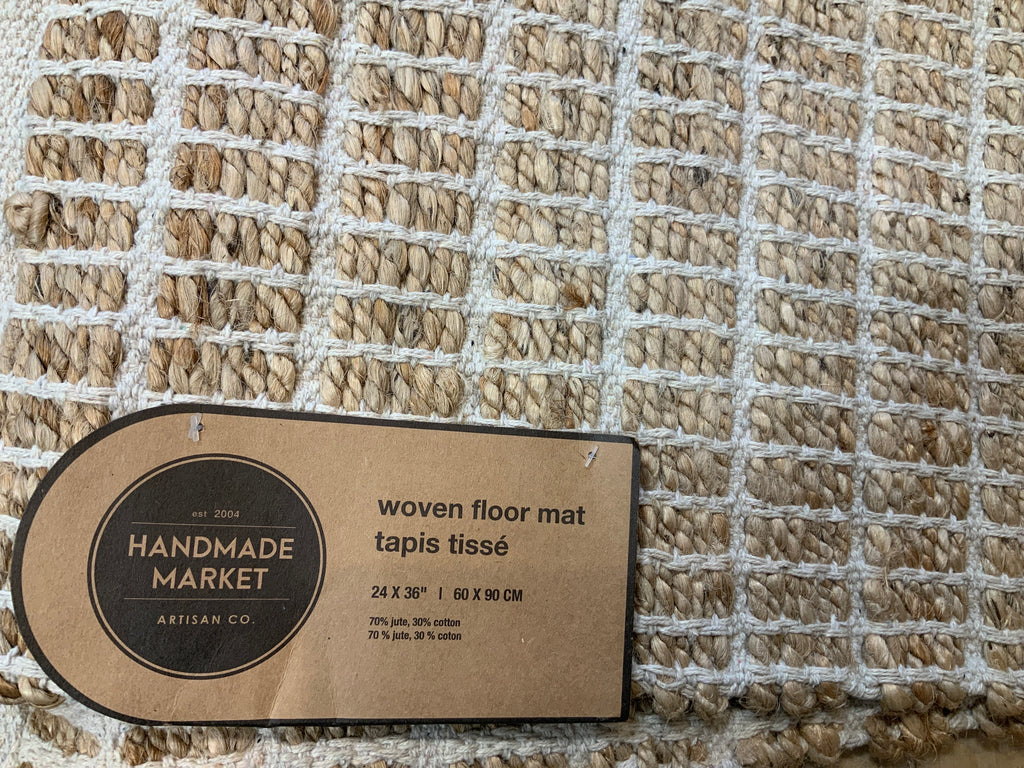 est 2004
HANDMADE
MARKET
ARTISAN CO.
woven floor mat
tapis tissé
24 X 36" | 60 X 90 CM
70% jute, 30% cotton
70 % jute, 30 % coton